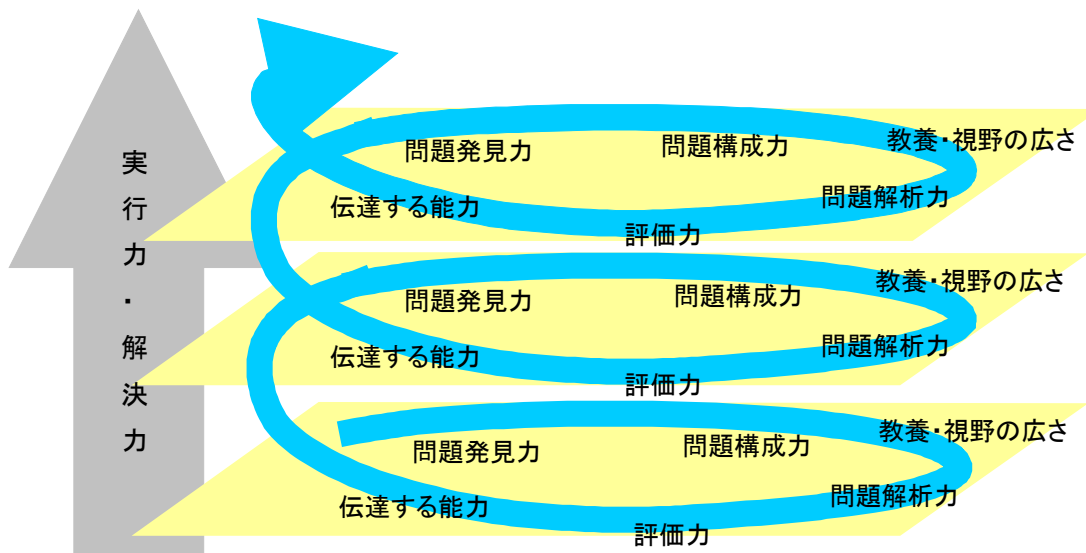 実行力・解決力
問題発見力
問題構成力
教養・視野の広さ
問題解析力
伝達する能力
評価力
問題発見力
問題構成力
教養・視野の広さ
問題解析力
伝達する能力
評価力
問題発見力
問題構成力
教養・視野の広さ
問題解析力
伝達する能力
評価力